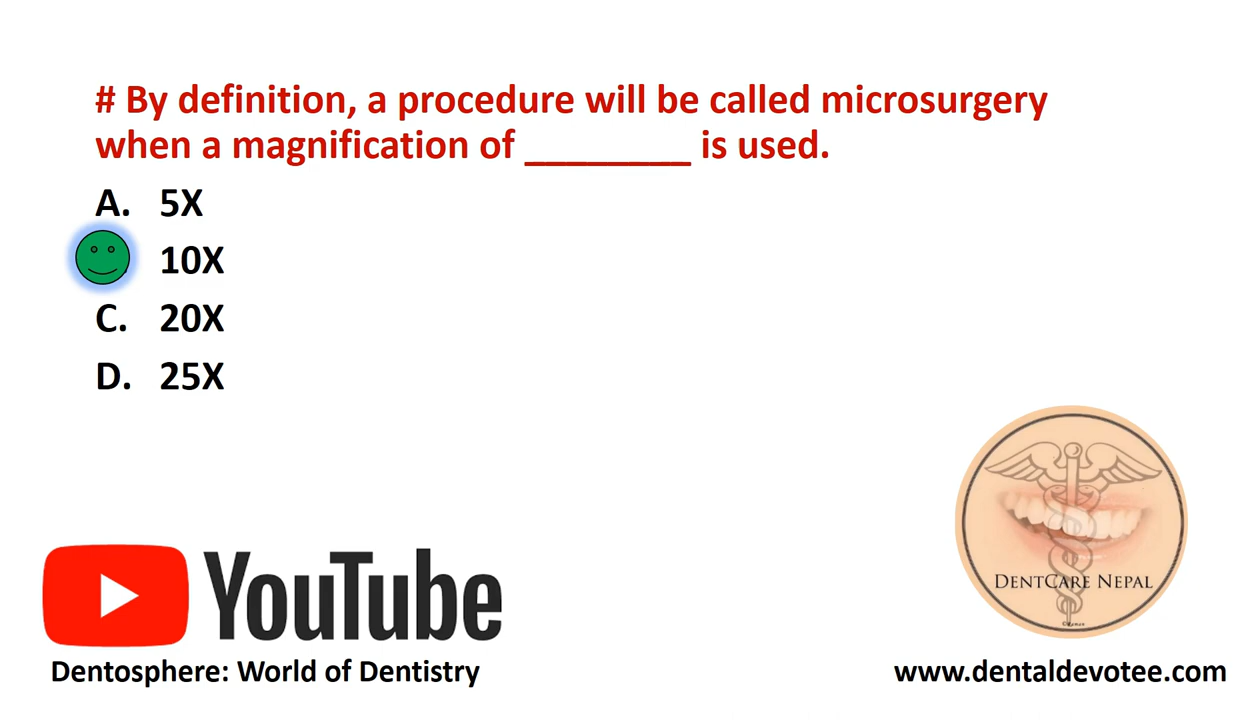 # By definition, a procedure will be called microsurgery
when a magnification of ________ is used.
A. 5X
10X
C. 20X
D. 25X
DENTCARE NEPAL
YouTube
Dentosphere: World of Dentistry
www.dentaldevotee.com